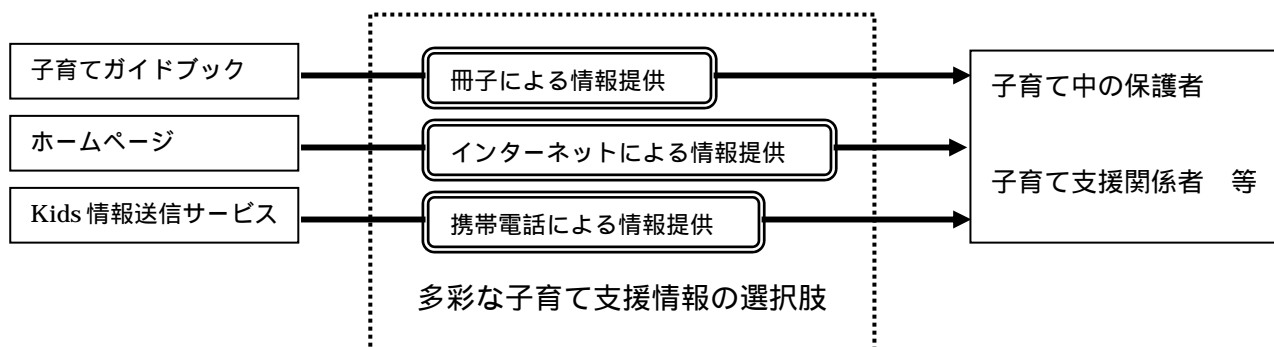 子育てガイドブック
冊子による情報提供
子育て中の保護者
ホームページ
インターネットによる情報提供
子育て支援関係者　等
Kids 情報送信サービス
携帯電話による情報提供
多彩な子育て支援情報の選択肢